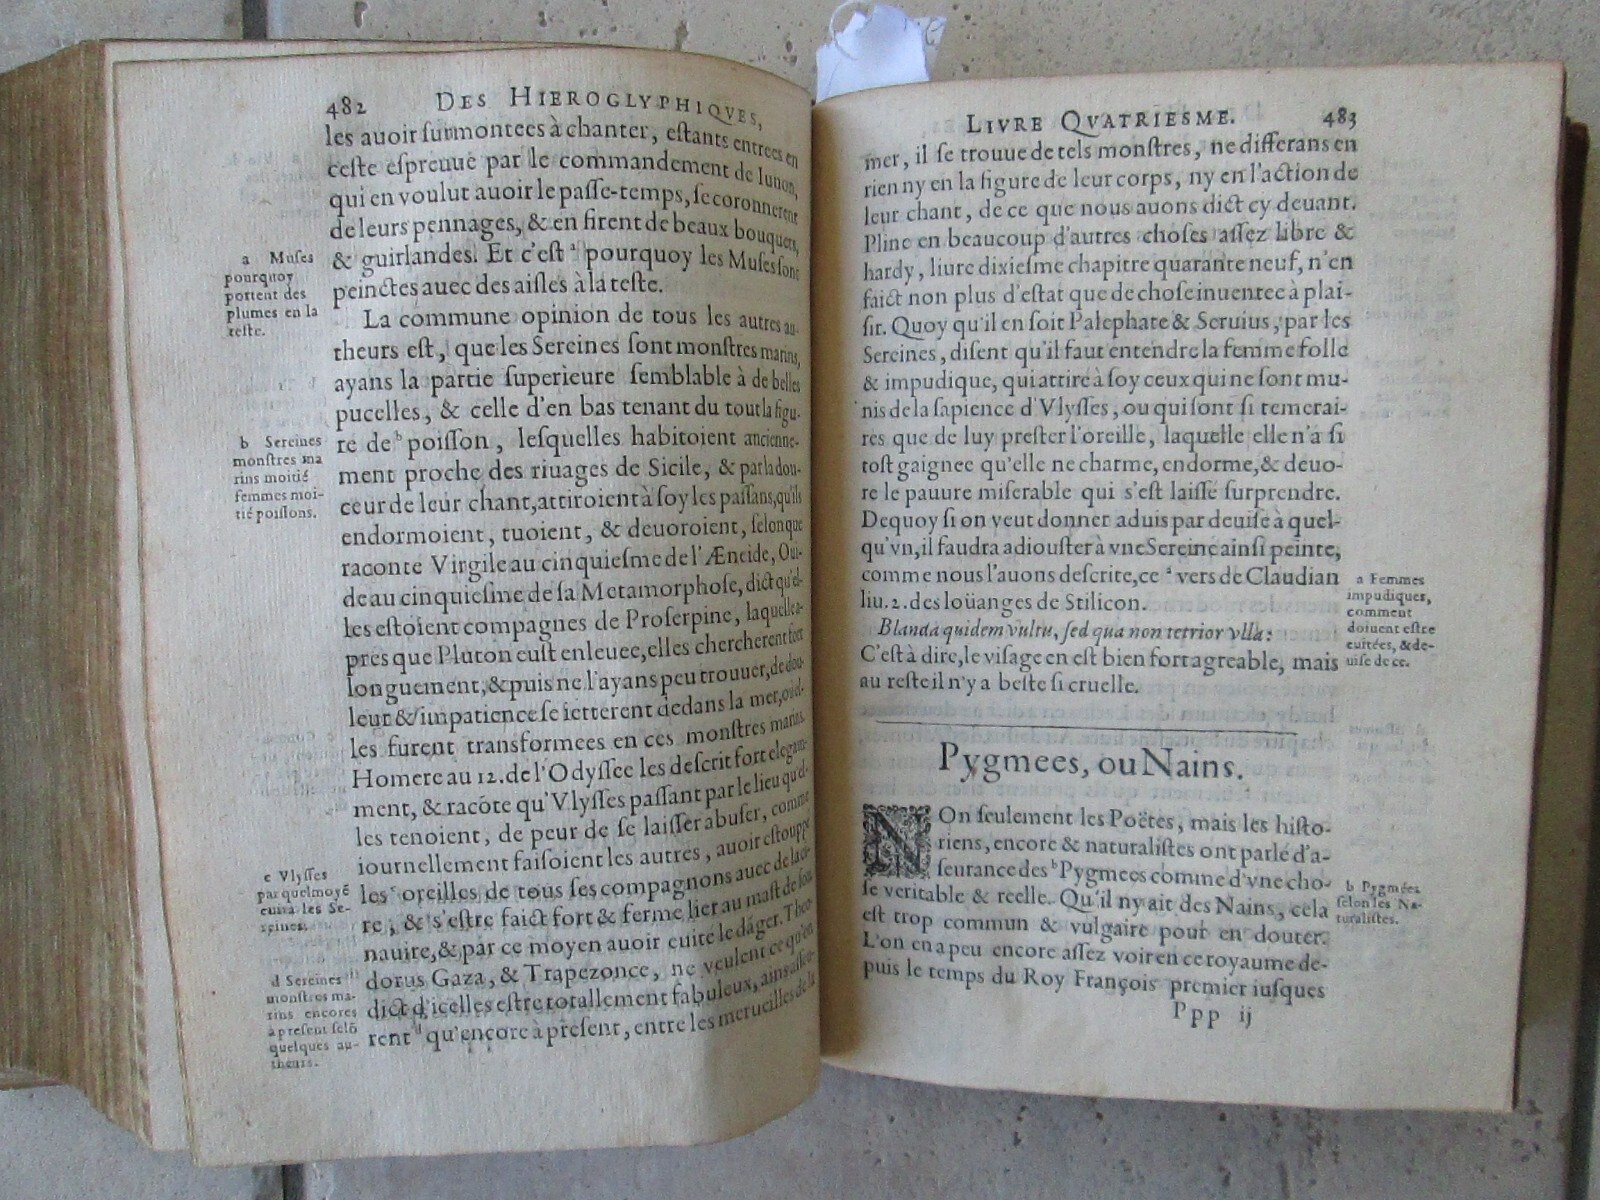 482 DES HIEROGLYPHIQVES,
les auoir ſurmontees à chanter, eſtants entrees en
ceſte eſpreuue par le commandement de Iunon,
qui en voulut auoir le paſſe-temps, ſe coronnerent
de leurs pennages, & en firent de beaux bouquets,
& guirlandes. Et c'eſt ª pourquoy les Muſes ſont
peinctes auec des aiſles à la teſte.
a Muſes
pourquoy
portent des
plumes en la
teſte.
La commune opinion de tous les autres au-
theurs eſt, que les Sereines ſont monſtres marins,
ayans la partie ſuperieure ſemblable à de belles
pucelles, & celle d'en bas tenant du tout la figu-
re de ᵇ poiſſon, leſquelles habitoient ancienne-
ment proche des riuages de Sicile, & par la dou-
ceur de leur chant, attiroient à ſoy les paſſans, qu'ils
endormoient, tuoient, & deuoroient, ſelon que
raconte Virgile au cinquieſme de l'Æneide, Oui-
de au cinquieſme de ſa Metamorphoſe, dict qu'el-
les eſtoient compagnes de Proſerpine, laquelle a-
pres que Pluton euſt enleuee, elles chercherent fort
longuement, & puis ne l'ayans peu trouuer, de dou-
leur & impatience ſe ietterent dedans la mer, où el-
les furent transformees en ces monſtres marins.
Homere au 12. de l'Odyſſee les deſcrit fort elegam-
ment, & racõte qu'Vlyſſes paſſant par le lieu qu'el-
les tenoient, de peur de ſe laiſſer abuſer, comme
iournellement faiſoient les autres, auoir eſtouppé
les ᶜ oreilles de tous ſes compagnons auec de la ci-
re, & s'eſtre faict fort & ferme lier au maſt de ſon
nauire, & par ce moyen auoir euité le dãger. Theo-
dorus Gaza, & Trapezonce, ne veulent ce qu'on
dict d'icelles eſtre totallement fabuleux, ains aſſeu-
rent ᵈ qu'encore à preſent, entre les merueilles de la
b Sereines
monſtres ma
rins moitié
femmes moi-
tié poiſſons.
c Vlyſſes
par quel moyẽ
euita les Se-
reines.
d Sereines
monſtres ma-
rins encores
à preſent ſelõ
quelques au-
theurs.
LIVRE QVATRIESME. 483
mer, il ſe trouue de tels monſtres, ne differans en
rien ny en la figure de leur corps, ny en l'action de
leur chant, de ce que nous auons dict cy deuant.
Pline en beaucoup d'autres choſes aſſez libre &
hardy, liure dixieſme chapitre quarante neuf, n'en
faict non plus d'eſtat que de choſe inuentee à plai-
ſir. Quoy qu'il en ſoit Palephate & Seruius, par les
Sereines, diſent qu'il faut entendre la femme folle
& impudique, qui attire à ſoy ceux qui ne ſont mu-
nis de la ſapience d'Vlyſſes, ou qui ſont ſi temerai-
res que de luy preſter l'oreille, laquelle elle n'a ſi
toſt gaignee qu'elle ne charme, endorme, & deuo-
re le pauure miſerable qui s'eſt laiſſé ſurprendre.
Dequoy ſi on veut donner aduis par deuiſe à quel-
qu'vn, il faudra adiouſter à vne Sereine ainſi peinte,
comme nous l'auons deſcrite, ce ª vers de Claudian
liu. 2. des loüanges de Stilicon.
Blanda quidem vultu, ſed qua non tetrior vlla:
C'eſt à dire, le viſage en eſt bien fort agreable, mais
au reſte il n'y a beſte ſi cruelle.
a Femmes
impudiques,
comment
doiuent eſtre
euitées, & de-
uiſe de ce.
Pygmees, ou Nains.
NOn ſeulement les Poëtes, mais les hiſto-
riens, encore & naturaliſtes ont parlé d'a-
ſeurance des ᵇ Pygmees comme d'vne cho-
ſe veritable & reelle. Qu'il ny ait des Nains, cela
eſt trop commun & vulgaire pour en douter.
L'on en a peu encore aſſez voir en ce royaume de-
puis le temps du Roy François premier iuſques
b Pygmées
ſelon les Na-
turaliſtes.
Ppp ij